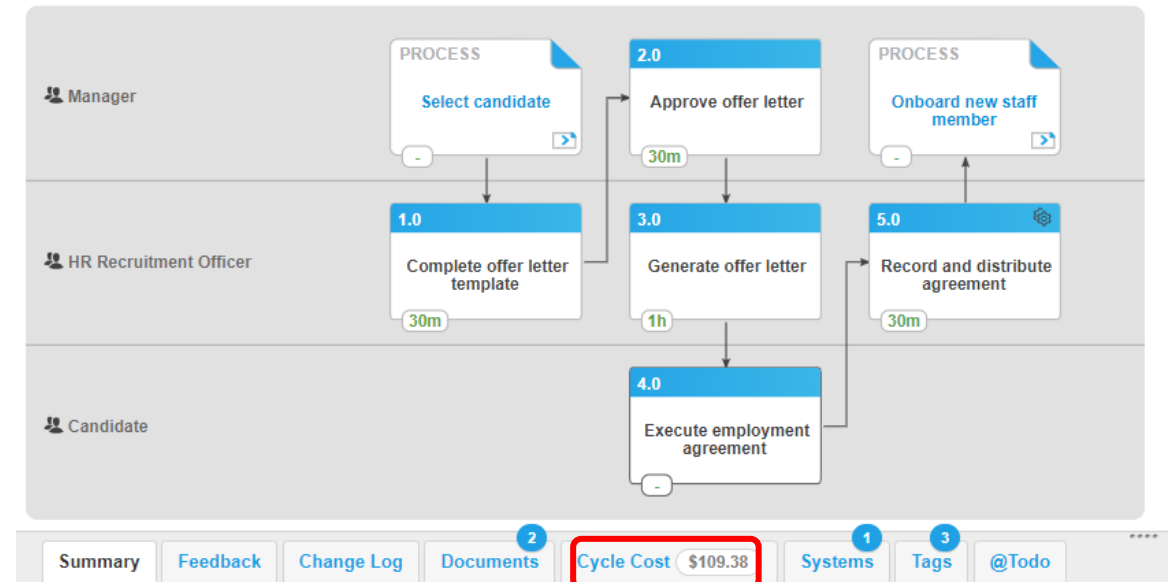 PROCESS
Select candidate
-
2.0
Approve offer letter
30m
PROCESS
Onboard new staff
member
-
Manager
1.0
Complete offer letter
template
30m
3.0
Generate offer letter
1h
5.0
Record and distribute
agreement
30m
HR Recruitment Officer
4.0
Execute employment
agreement
-
Candidate
Summary
Feedback
Change Log
Documents
2
Cycle Cost $109.38
Systems
1
Tags
3
@Todo